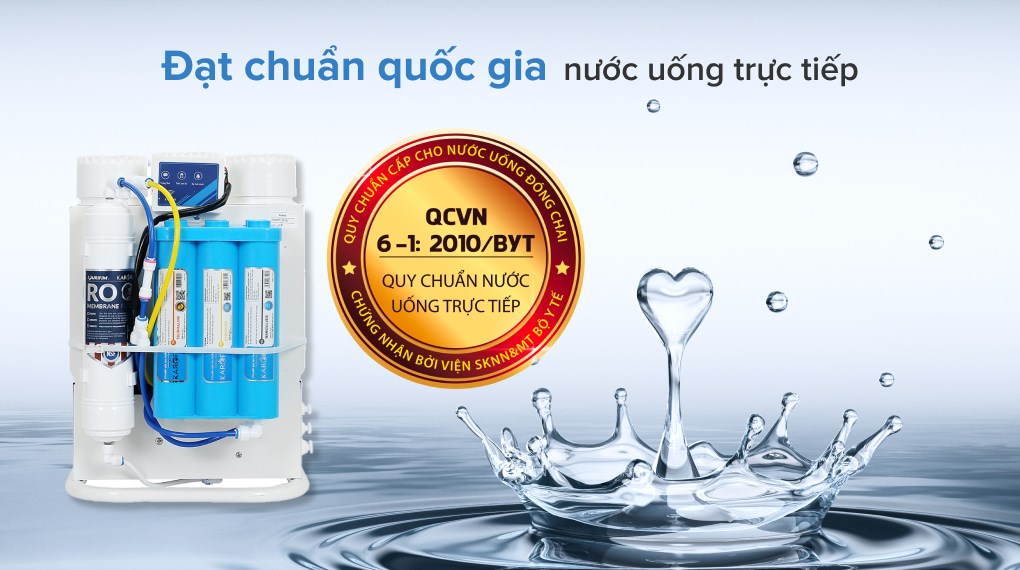 Đạt chuẩn quốc gia nước uống trực tiếp
QUY CHUẨN CẤP CHO NƯỚC UỐNG ĐÓNG CHAI
QCVN
6-1: 2010/BYT
QUY CHUẨN NƯỚC
UỐNG TRỰC TIẾP
CHỨNG NHẬN BỞI VIỆN SKNN&MT BỘ Y TẾ
RO
MEMBRANE